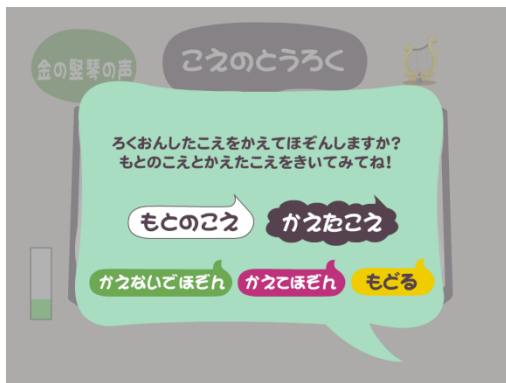 金の竪琴の声
こえのとうろく
ろくおんしたこえをかえてほぞんしますか?
もとのこえとかえたこえをきいてみてね!
もとのこえ
かえたこえ
かえないでほぞん
かえてほぞん
もどる